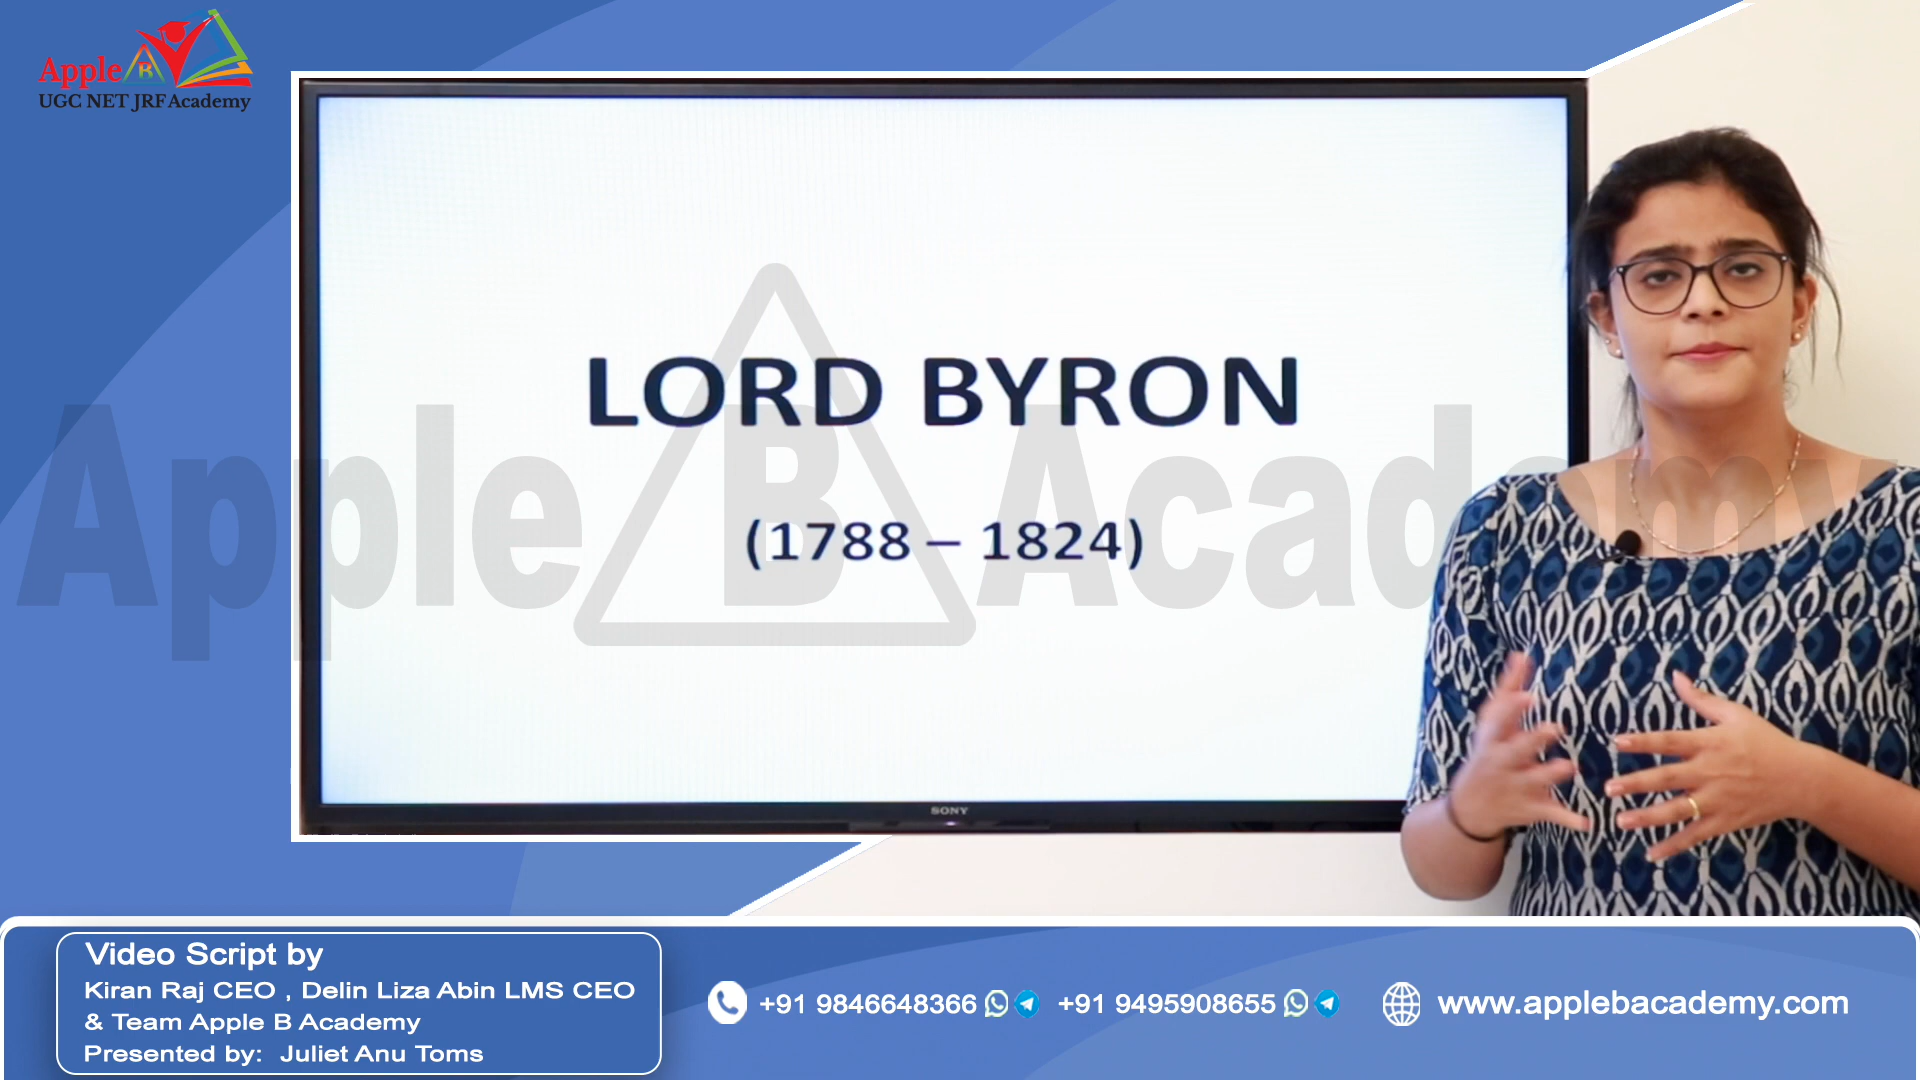 Apple B
UGC NET JRF Academy
LORD BYRON
(1788 – 1824)
Apple B Academy
SONY
Video Script by
Kiran Raj CEO , Delin Liza Abin LMS CEO
& Team Apple B Academy
Presented by: Juliet Anu Toms
+91 9846648366
+91 9495908655
www.applebacademy.com